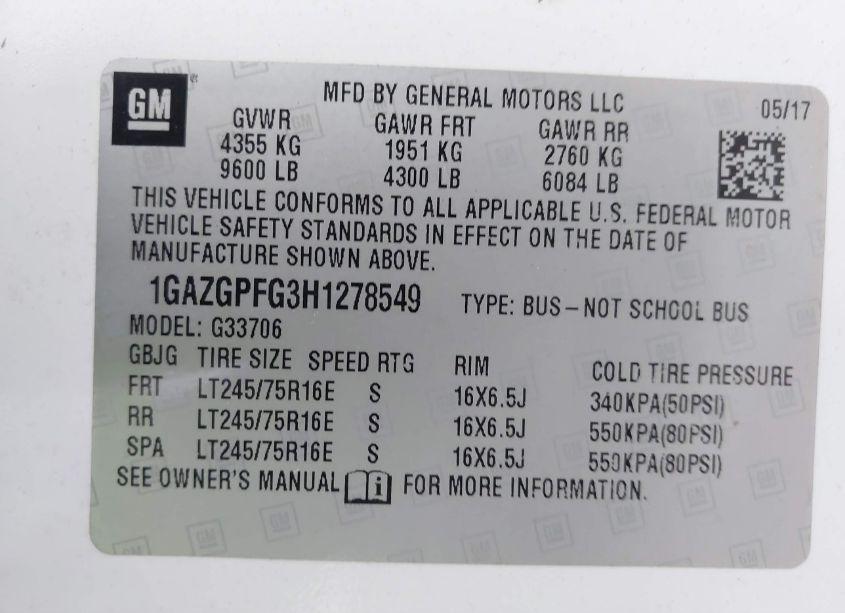 GM
MFD BY GENERAL MOTORS LLC 05/17
GVWR GAWR FRT GAWR RR
4355 KG 1951 KG 2760 KG
9600 LB 4300 LB 6084 LB
THIS VEHICLE CONFORMS TO ALL APPLICABLE U.S. FEDERAL MOTOR
VEHICLE SAFETY STANDARDS IN EFFECT ON THE DATE OF
MANUFACTURE SHOWN ABOVE.
1GAZGPFG3H1278549 TYPE: BUS–NOT SCHOOL BUS
MODEL: G33706
GBJG TIRE SIZE SPEED RTG RIM COLD TIRE PRESSURE
FRT LT245/75R16E S 16X6.5J 340KPA(50PSI)
RR LT245/75R16E S 16X6.5J 550KPA(80PSI)
SPA LT245/75R16E S 16X6.5J 550KPA(80PSI)
SEE OWNER'S MANUAL i FOR MORE INFORMATION.